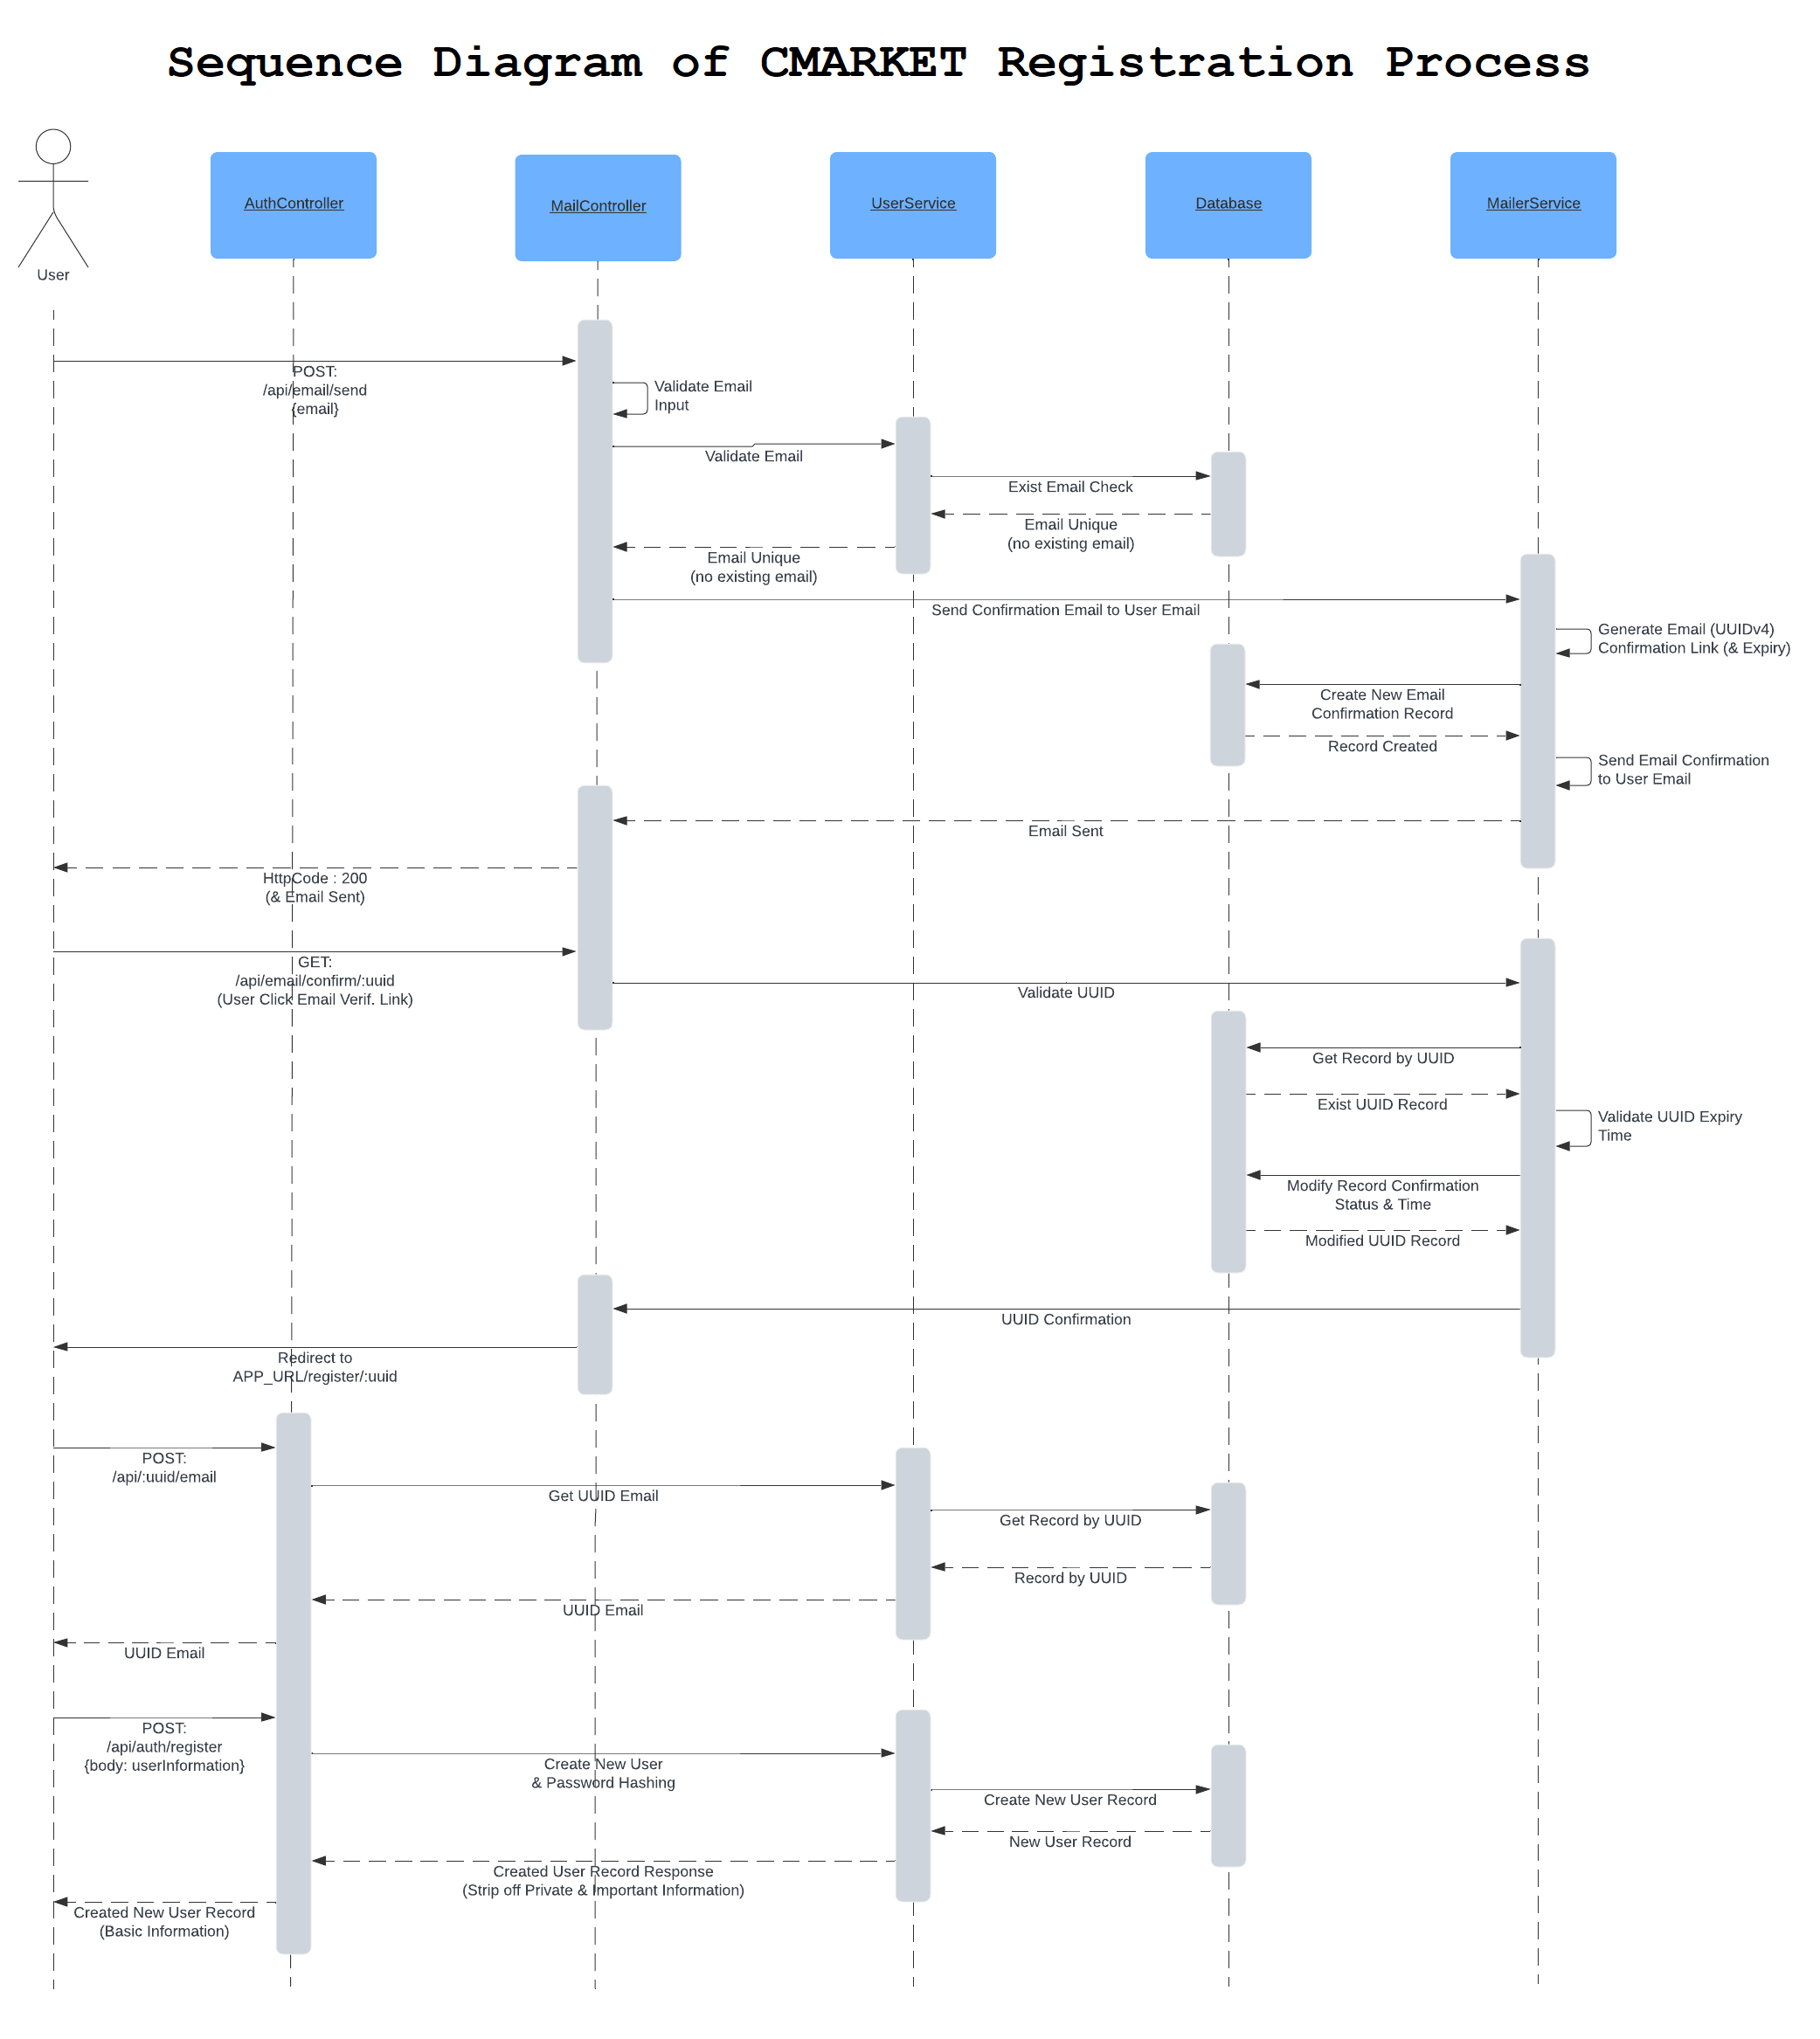 Sequence Diagram of CMARKET Registration Process
User
AuthController
MailController
UserService
Database
MailerService
POST:
/api/email/send
{email}
Validate Email
Input
Validate Email
Exist Email Check
Email Unique
(no existing email)
Email Unique
(no existing email)
Send Confirmation Email to User Email
Generate Email (UUIDv4)
Confirmation Link (& Expiry)
Create New Email
Confirmation Record
Record Created
Send Email Confirmation
to User Email
Email Sent
HttpCode : 200
(& Email Sent)
GET:
/api/email/confirm/:uuid
(User Click Email Verif. Link)
Validate UUID
Get Record by UUID
Exist UUID Record
Validate UUID Expiry
Time
Modify Record Confirmation
Status & Time
Modified UUID Record
UUID Confirmation
Redirect to
APP_URL/register/:uuid
POST:
/api/:uuid/email
Get UUID Email
Get Record by UUID
Record by UUID
UUID Email
UUID Email
POST:
/api/auth/register
{body: userInformation}
Create New User
& Password Hashing
Create New User Record
New User Record
Created User Record Response
(Strip off Private & Important Information)
Created New User Record
(Basic Information)